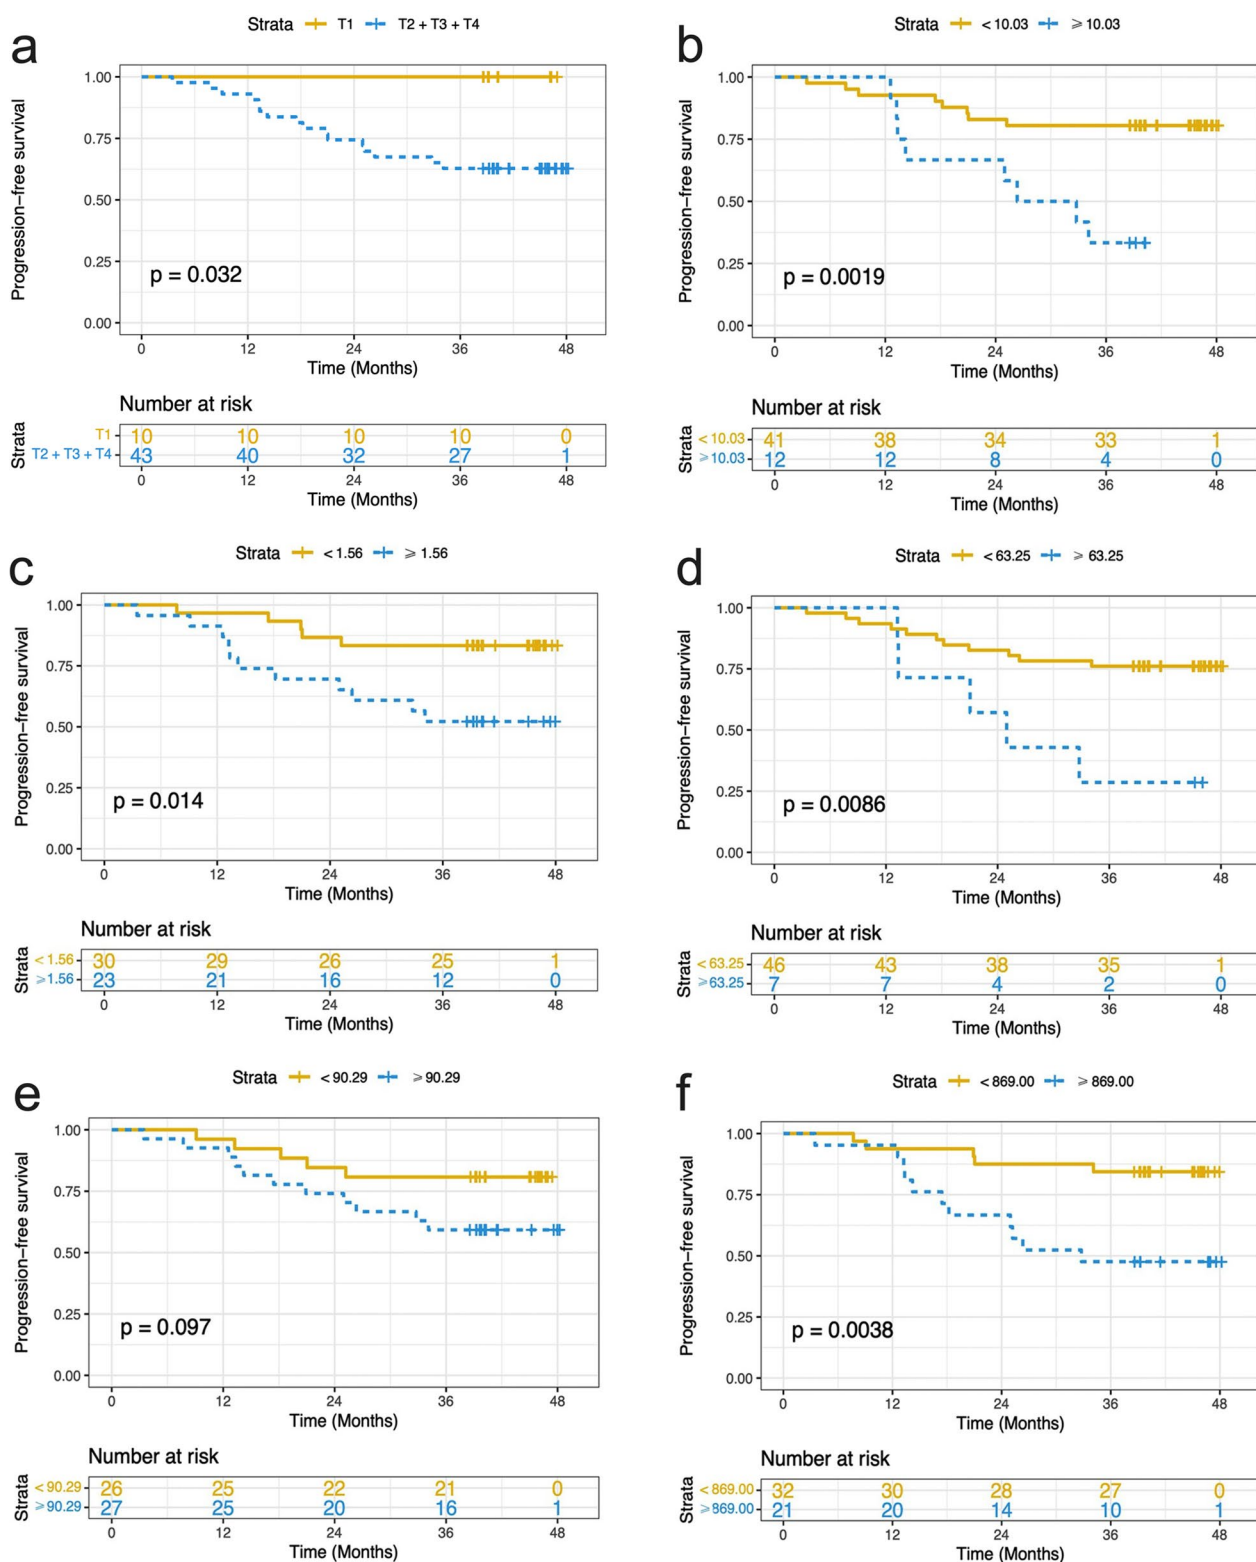 a
Strata T1 T2 + T3 + T4
Progression-free survival
1.00
0.75
0.50
0.25
0.00
p = 0.032
0 12 24 36 48
Time (Months)
Number at risk
Strata
T1 10 10 10 10 0
T2 + T3 + T4 43 40 32 27 1
0 12 24 36 48
Time (Months)
b
Strata < 10.03 ⩾ 10.03
Progression-free survival
1.00
0.75
0.50
0.25
0.00
p = 0.0019
0 12 24 36 48
Time (Months)
Number at risk
Strata
< 10.03 41 38 34 33 1
⩾ 10.03 12 12 8 4 0
0 12 24 36 48
Time (Months)
c
Strata < 1.56 ⩾ 1.56
Progression-free survival
1.00
0.75
0.50
0.25
0.00
p = 0.014
0 12 24 36 48
Time (Months)
Number at risk
Strata
< 1.56 30 29 26 25 1
⩾ 1.56 23 21 16 12 0
0 12 24 36 48
Time (Months)
d
Strata < 63.25 ⩾ 63.25
Progression-free survival
1.00
0.75
0.50
0.25
0.00
p = 0.0086
0 12 24 36 48
Time (Months)
Number at risk
Strata
< 63.25 46 43 38 35 1
⩾ 63.25 7 7 4 2 0
0 12 24 36 48
Time (Months)
e
Strata < 90.29 ⩾ 90.29
Progression-free survival
1.00
0.75
0.50
0.25
0.00
p = 0.097
0 12 24 36 48
Time (Months)
Number at risk
Strata
< 90.29 26 25 22 21 0
⩾ 90.29 27 25 20 16 1
0 12 24 36 48
Time (Months)
f
Strata < 869.00 ⩾ 869.00
Progression-free survival
1.00
0.75
0.50
0.25
0.00
p = 0.0038
0 12 24 36 48
Time (Months)
Number at risk
Strata
< 869.00 32 30 28 27 0
⩾ 869.00 21 20 14 10 1
0 12 24 36 48
Time (Months)